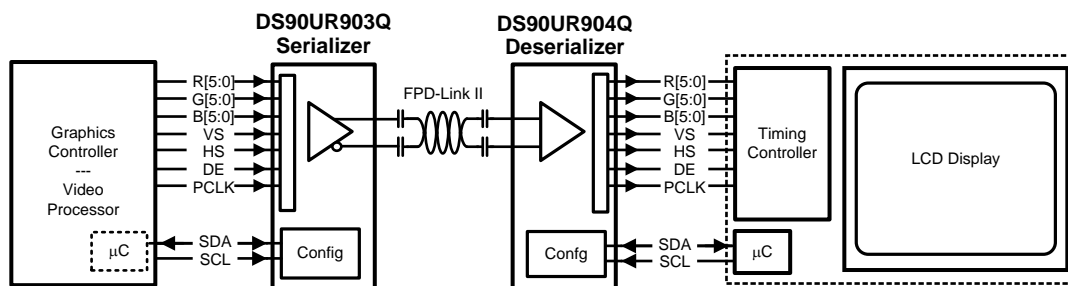 DS90UR903Q
Serializer
DS90UR904Q
Deserializer
Graphics
Controller
---
Video
Processor
µC
R[5:0]
G[5:0]
B[5:0]
VS
HS
DE
PCLK
SDA
SCL
Config
FPD-Link II
Confg
R[5:0]
G[5:0]
B[5:0]
VS
HS
DE
PCLK
SDA
SCL
Timing
Controller
µC
LCD Display